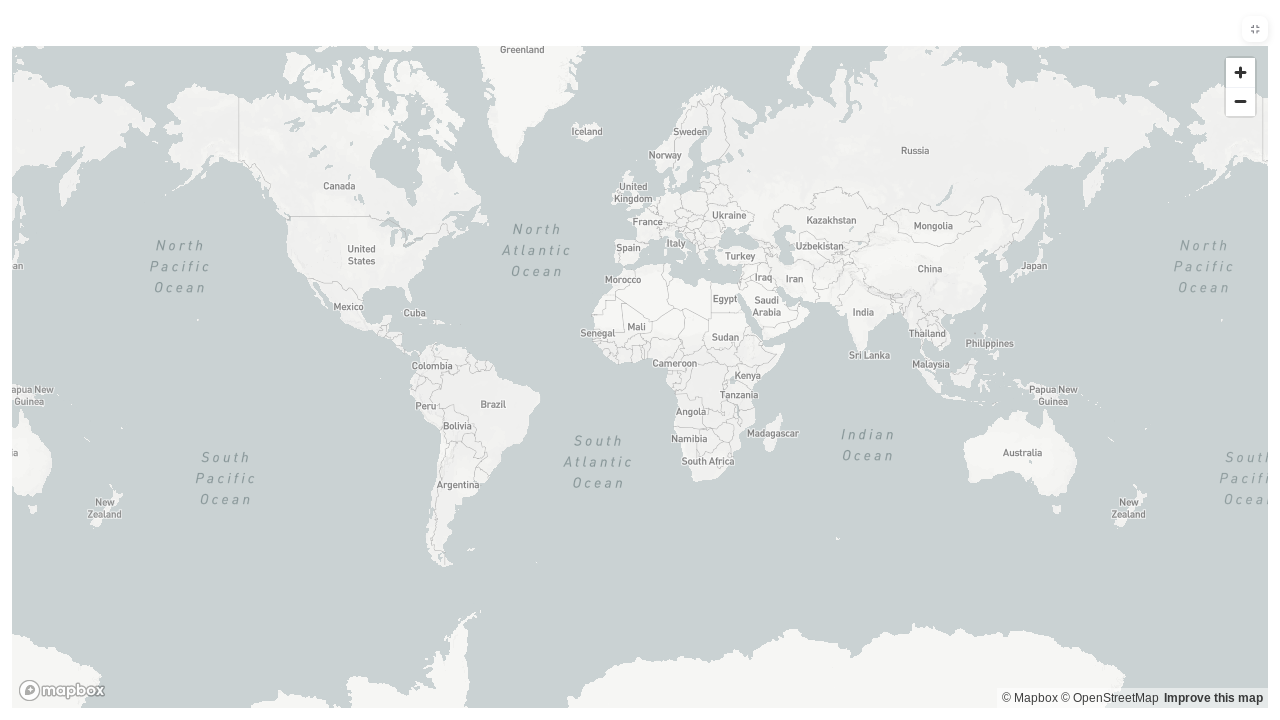 Greenland
Iceland
Sweden
Norway
Russia
Canada
United
Kingdom
Ukraine
France
Kazakhstan
Mongolia
North
Atlantic
Ocean
Spain
Italy
Uzbekistan
Turkey
United
States
North
Pacific
Ocean
North
Pacific
Ocean
an
China
Japan
Morocco
Iraq
Iran
Egypt
Saudi
Arabia
Mexico
Cuba
India
Senegal
Mali
Sudan
Thailand
Philippines
Sri Lanka
Colombia
Cameroon
Malaysia
Kenya
apua New
Guinea
Tanzania
Papua New
Guinea
Peru
Brazil
Angola
Bolivia
Namibia
Madagascar
Indian
Ocean
South
Atlantic
Ocean
ia
Australia
South Africa
South
Pacific
Ocean
South
Pacifi
Ocea
Argentina
New
Zealand
New
Zealand
mapbox
© Mapbox © OpenStreetMap Improve this map